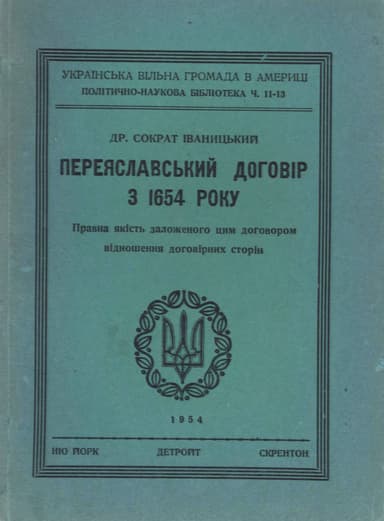 УКРАЇНСЬКА ВІЛЬНА ГРОМАДА В АМЕРИЦІ
ПОЛІТИЧНО-НАУКОВА БІБЛІОТЕКА Ч. 11-13
ДР. СОКРАТ ІВАНИЦЬКИЙ
ПЕРЕЯСЛАВСЬКИЙ ДОГОВІР
З 1654 РОКУ
Правна якість заложеного цим договором
відношення договірних сторін
1954
НЮ ЙОРК ДЕТРОЙТ СКРЕНТОН